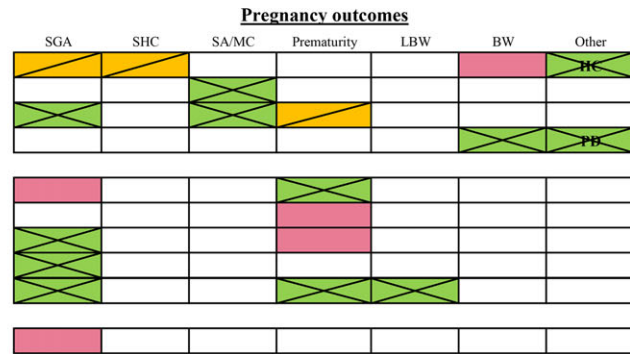 Pregnancy outcomes
SGA SHC SA/MC Prematurity LBW BW Other
HC
PD